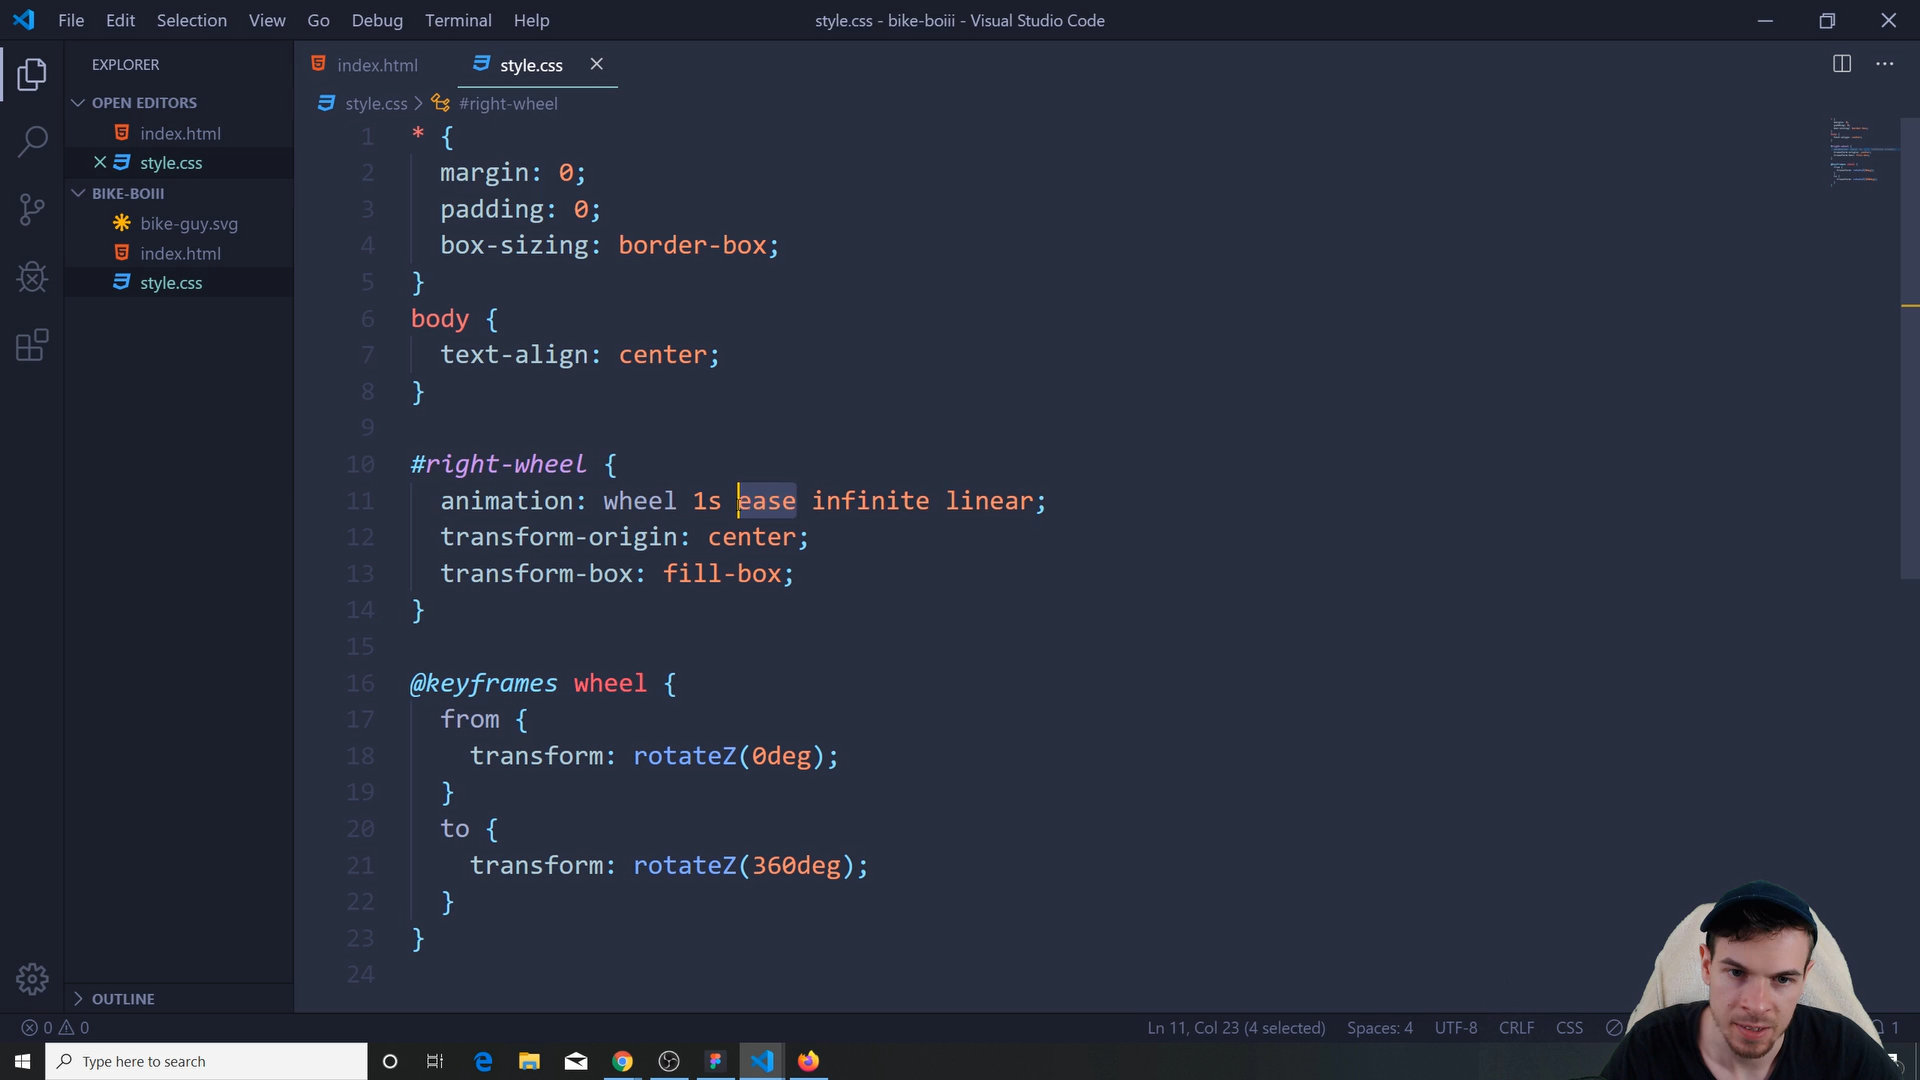 File Edit Selection View Go Debug Terminal Help
style.css - bike-boiii - Visual Studio Code
EXPLORER
OPEN EDITORS
index.html
style.css
BIKE-BOIII
bike-guy.svg
index.html
style.css
OUTLINE
index.html
style.css
style.css > #right-wheel
1 * {
2 margin: 0;
3 padding: 0;
4 box-sizing: border-box;
5 }
6 body {
7 text-align: center;
8 }
9
10 #right-wheel {
11 animation: wheel 1s ease infinite linear;
12 transform-origin: center;
13 transform-box: fill-box;
14 }
15
16 @keyframes wheel {
17 from {
18 transform: rotateZ(0deg);
19 }
20 to {
21 transform: rotateZ(360deg);
22 }
23 }
24
0 0
Ln 11, Col 23 (4 selected) Spaces: 4 UTF-8 CRLF CSS 1
Type here to search